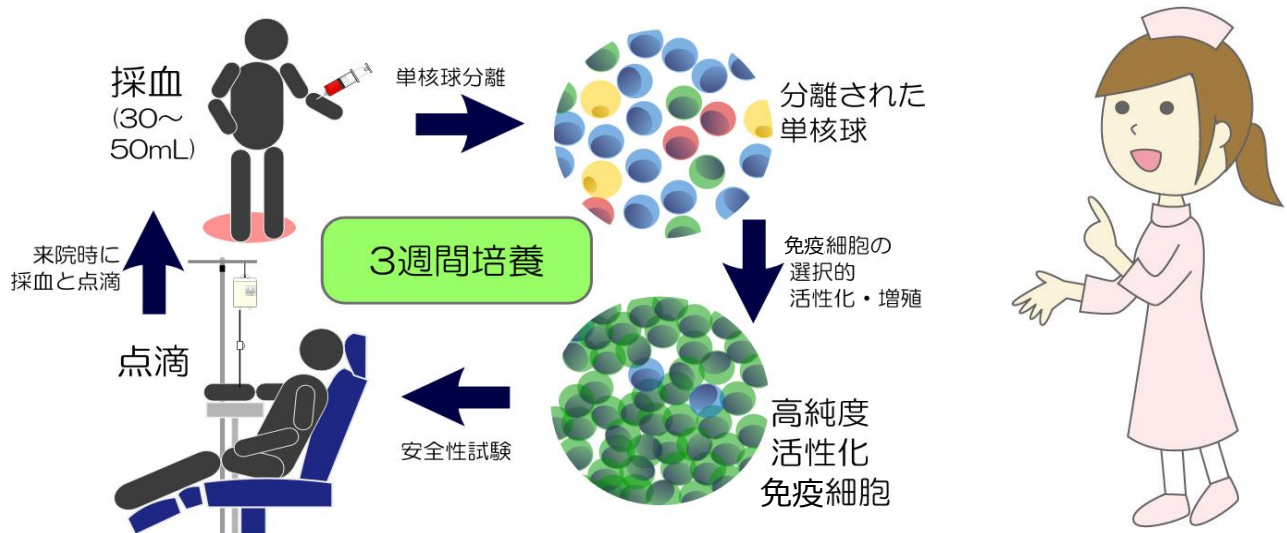 採血
(30～
50mL)
単核球分離
分離された
単核球
免疫細胞の
選択的
活性化・増殖
高純度
活性化
免疫細胞
安全性試験
点滴
来院時に
採血と点滴
3週間培養